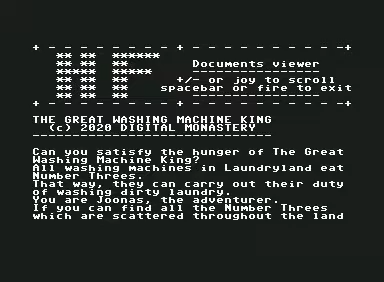 Documents viewer
+/- or joy to scroll
spacebar or fire to exit
THE GREAT WASHING MACHINE KING
(c) 2020 DIGITAL MONASTERY
Can you satisfy the hunger of The Great
Washing Machine King?
All washing machines in Laundryland eat
Number Threes.
That way, they can carry out their duty
of washing dirty laundry.
You are Joonas, the adventurer.
If you can find all the Number Threes
which are scattered throughout the land